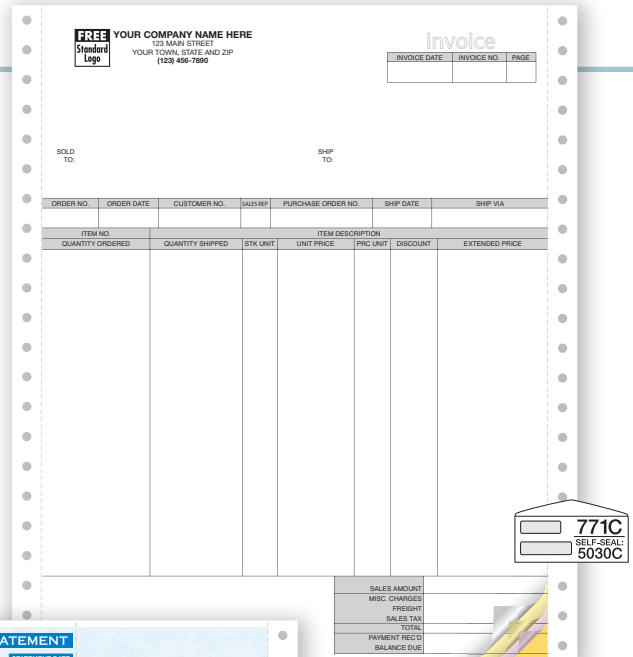 FREE
Standard
Logo
YOUR COMPANY NAME HERE
123 MAIN STREET
YOUR TOWN, STATE AND ZIP
(123) 456-7890
invoice
INVOICE DATE INVOICE NO. PAGE
SOLD
TO:
SHIP
TO:
ORDER NO. ORDER DATE CUSTOMER NO. SALES REP PURCHASE ORDER NO. SHIP DATE SHIP VIA
ITEM NO. ITEM DESCRIPTION
QUANTITY ORDERED QUANTITY SHIPPED STK UNIT UNIT PRICE PRC UNIT DISCOUNT EXTENDED PRICE
771C
SELF-SEAL:
5030C
SALES AMOUNT
MISC. CHARGES
FREIGHT
SALES TAX
TOTAL
PAYMENT REC'D
BALANCE DUE
ATEMENT